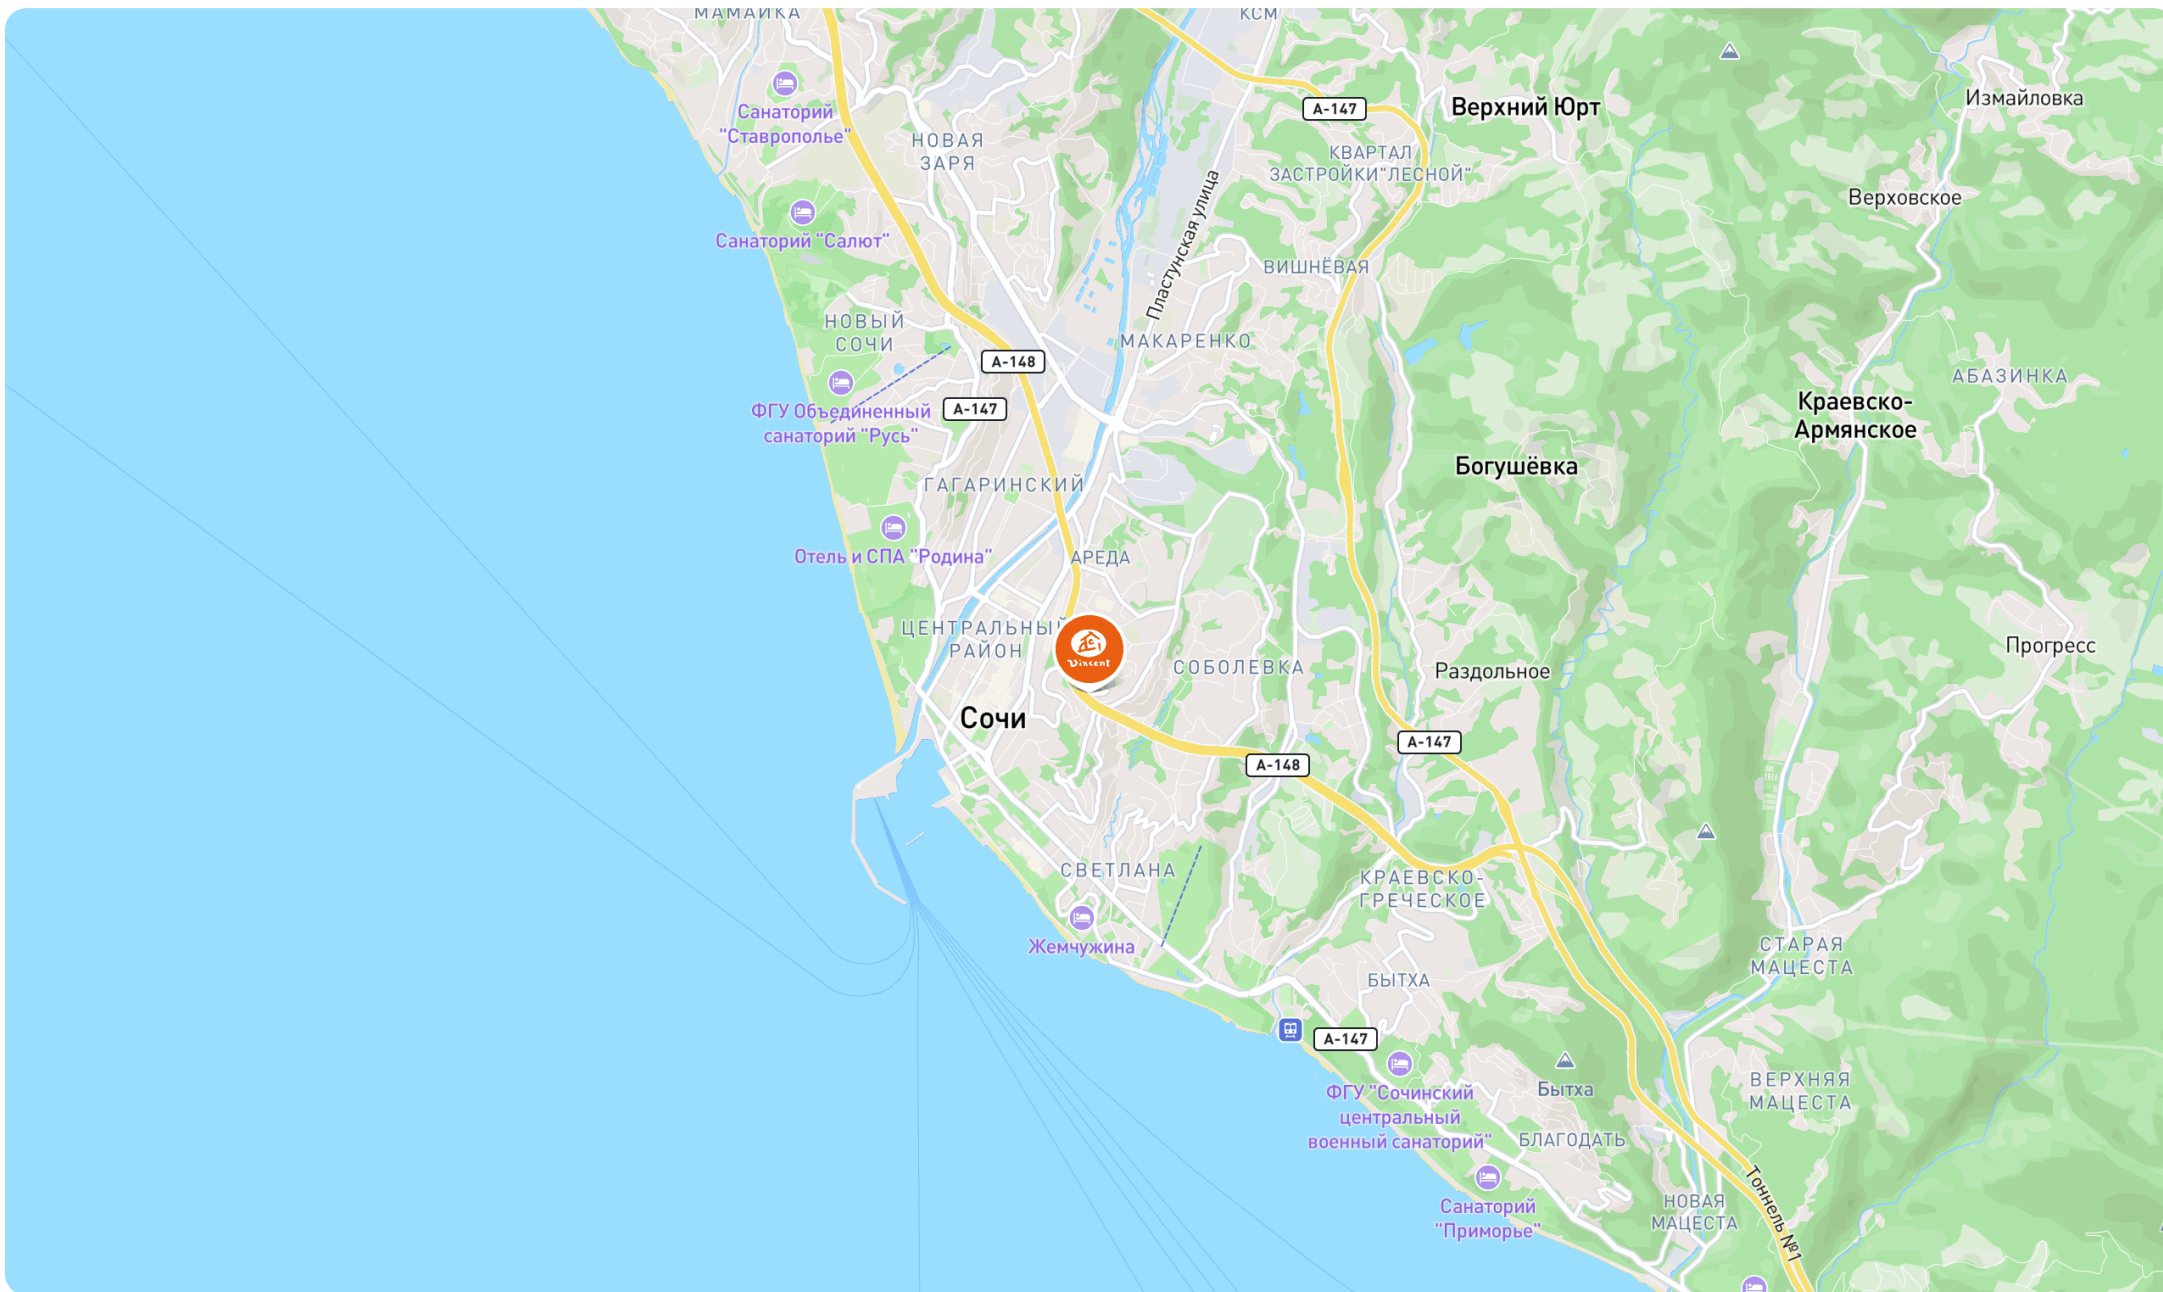 МАМАЙКА
КСМ
Санаторий
"Ставрополье"
А-147
Верхний Юрт
Измайловка
НОВАЯ
ЗАРЯ
КВАРТАЛ
ЗАСТРОЙКИ"ЛЕСНОЙ"
Верховское
Пластунская улица
Санаторий "Салют"
ВИШНЁВАЯ
НОВЫЙ
СОЧИ
МАКАРЕНКО
А-148
АБАЗИНКА
ФГУ Объединенный
санаторий "Русь"
А-147
Краевско-
Армянское
Богушёвка
ГАГАРИНСКИЙ
Отель и СПА "Родина"
АРЕДА
ЦЕНТРАЛЬНЫЙ
РАЙОН
Vincent
СОБОЛЕВКА
Раздольное
Прогресс
Сочи
А-147
А-148
СВЕТЛАНА
КРАЕВСКО-
ГРЕЧЕСКОЕ
Жемчужина
СТАРАЯ
МАЦЕСТА
БЫТХА
А-147
ФГУ "Сочинский
центральный
военный санаторий"
Бытха
ВЕРХНЯЯ
МАЦЕСТА
БЛАГОДАТЬ
Санаторий
"Приморье"
НОВАЯ
МАЦЕСТА
Тоннель №1